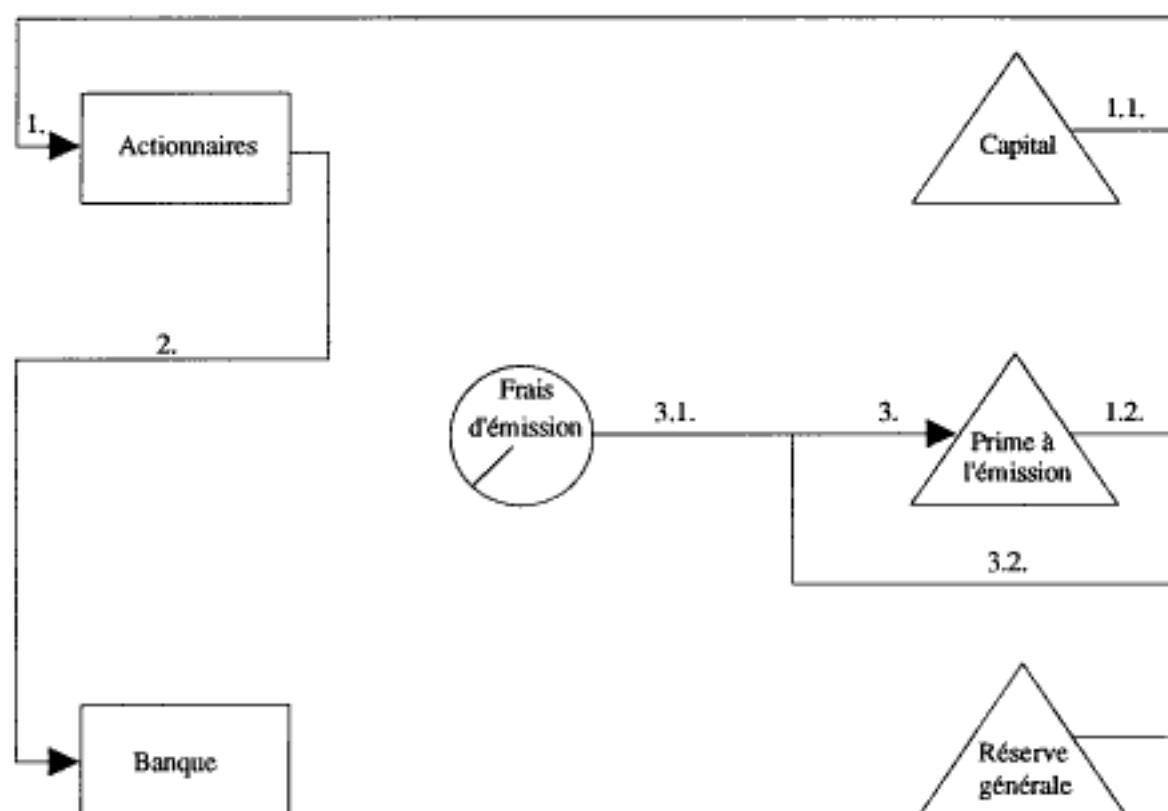 1.
Actionnaires
Capital
1.1.
2.
Frais
d'émission
3.1.
3.
Prime à
l'émission
1.2.
3.2.
Banque
Réserve
générale